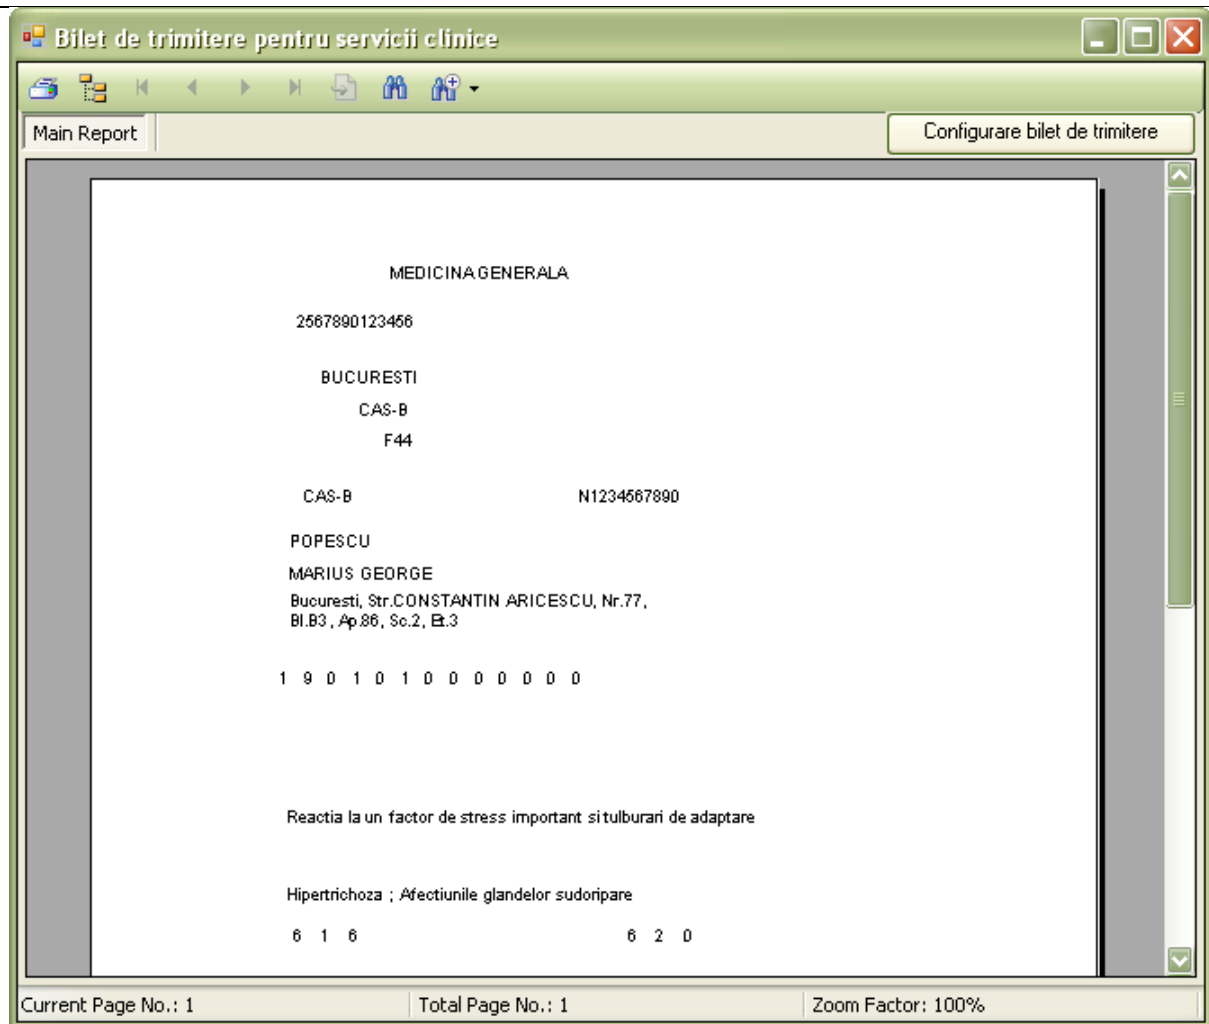 Bilet de trimitere pentru servicii clinice
Main Report
Configurare bilet de trimitere
MEDICINA GENERALA
2567890123456
BUCURESTI
CAS-B
F44
CAS-B N1234567890
POPESCU
MARIUS GEORGE
Bucuresti, Str.CONSTANTIN ARICESCU, Nr.77,
Bl.B3, Ap.86, Sc.2, Et.3
1 9 0 1 0 1 0 0 0 0 0 0 0
Reactia la un factor de stress important si tulburari de adaptare
Hipertrichoza ; Afectiunile glandelor sudoripare
6 1 6 6 2 0
Current Page No.: 1 Total Page No.: 1 Zoom Factor: 100%